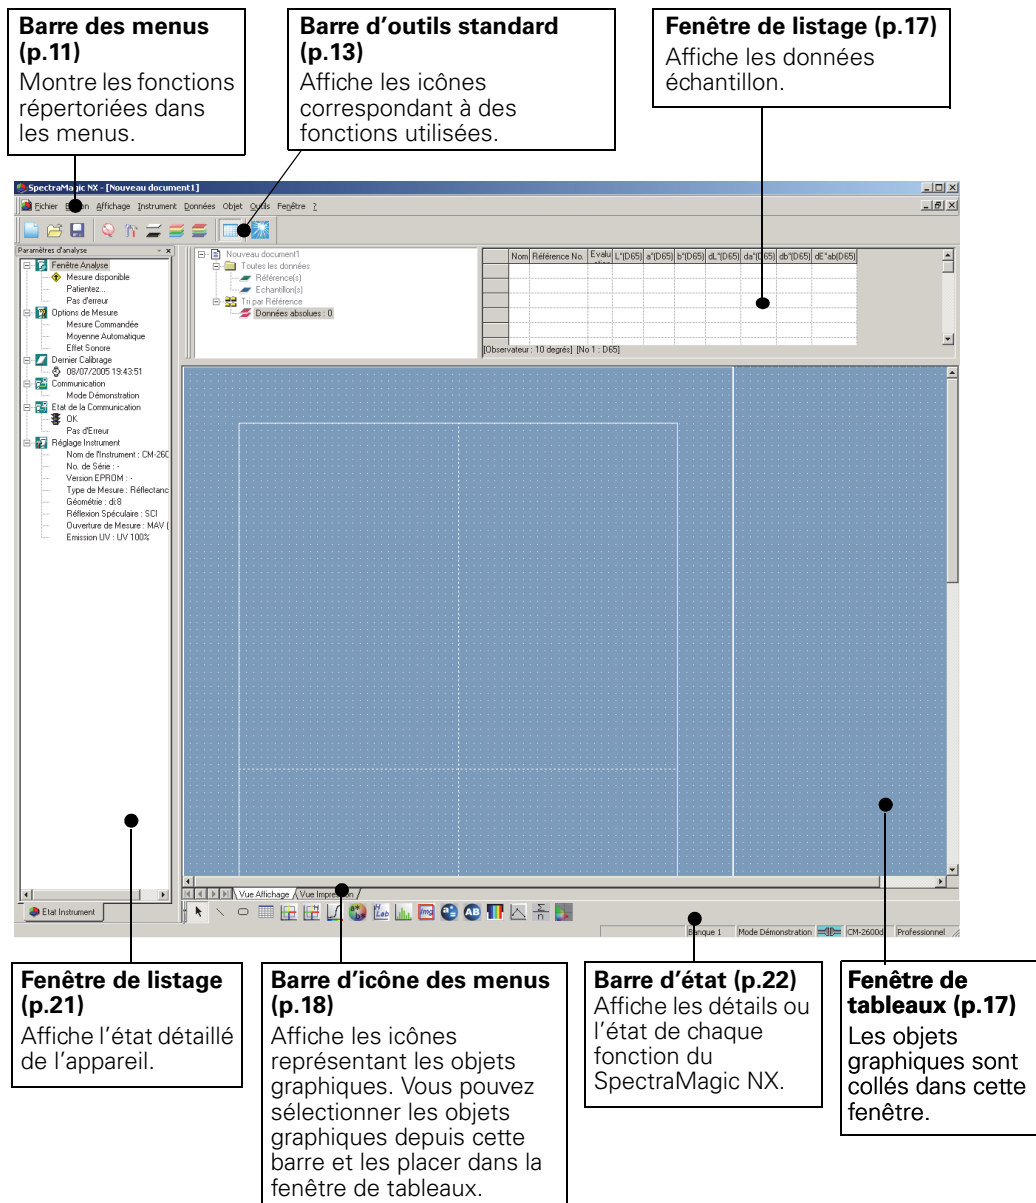 Barre des menus
(p.11)
Montre les fonctions
répertoriées dans
les menus.
Barre d'outils standard
(p.13)
Affiche les icônes
correspondant à des
fonctions utilisées.
Fenêtre de listage (p.17)
Affiche les données
échantillon.
SpectraMagic NX - [Nouveau document1]
Fichier Affichage Instrument Données Objet Outils Fenêtre ?
Paramètres d'analyse
Fenêtre Analyse
Mesure disponible
Patientez...
Pas d'erreur
Options de Mesure
Mesure Commandée
Moyenne Automatique
Effet Sonore
Dernier Calibrage
08/07/2005 19:43:51
Communication
Mode Démonstration
Etat de la Communication
OK
Pas d'Erreur
Réglage Instrument
Nom de l'Instrument : CM-260
No. de Série : -
Version EPROM : -
Type de Mesure : Réflectanc
Géométrie : di:8
Réflexion Spéculaire : SCI
Ouverture de Mesure : MAV (
Emission UV : UV 100%
Etat Instrument
Nouveau document1
Toutes les données
Référence(s)
Echantillon(s)
Tri par Référence
Données absolues : 0
Nom Référence No. Evalu L*(D65) a*(D65) b*(D65) dL*(D65) da*(D65) db*(D65) dE*ab(D65)
[Observateur : 10 degrés] [No 1 : D65]
Vue Affichage Vue Impression
Lab Img AB
Banque 1 Mode Démonstration CM-2600d Professionnel
Fenêtre de listage
(p.21)
Affiche l'état détaillé
de l'appareil.
Barre d'icône des menus
(p.18)
Affiche les icônes
représentant les objets
graphiques. Vous pouvez
sélectionner les objets
graphiques depuis cette
barre et les placer dans la
fenêtre de tableaux.
Barre d'état (p.22)
Affiche les détails ou
l'état de chaque
fonction du
SpectraMagic NX.
Fenêtre de
tableaux (p.17)
Les objets
graphiques sont
collés dans cette
fenêtre.